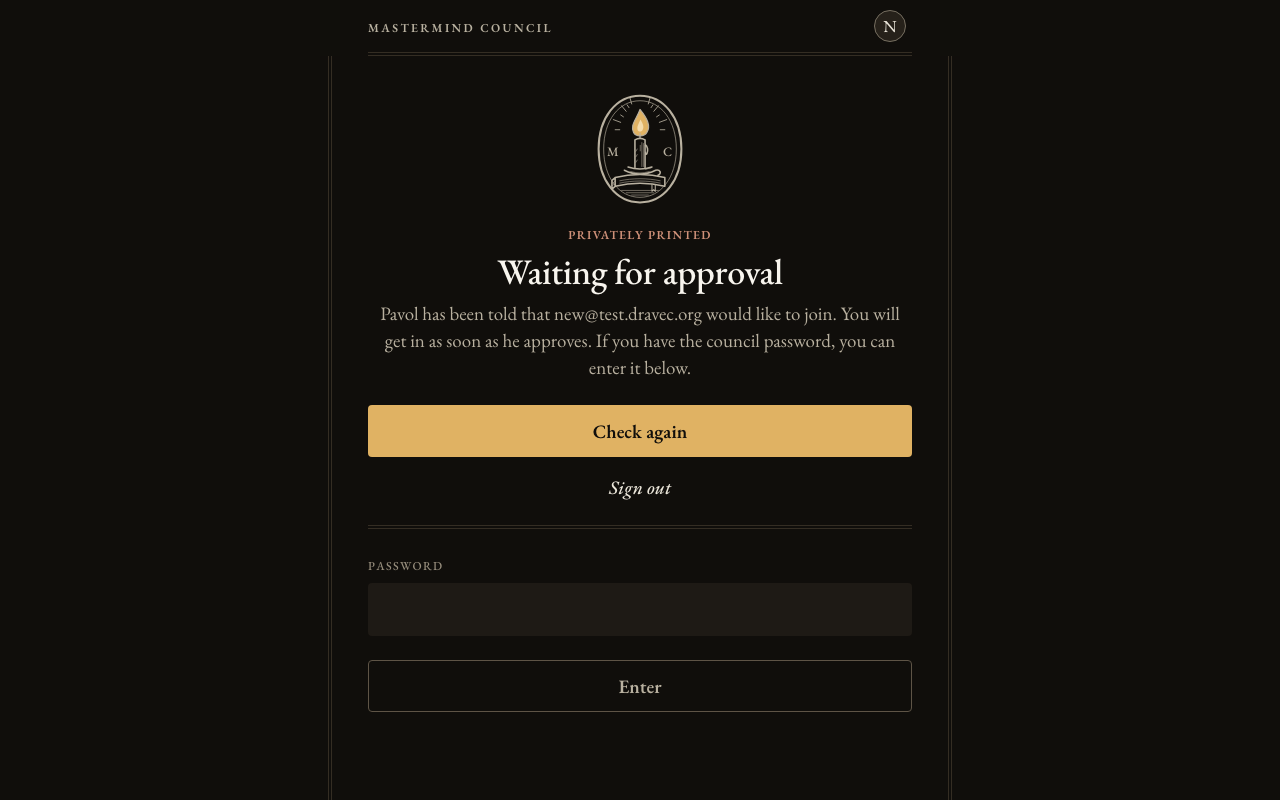 MASTERMIND COUNCIL
N
M C
PRIVATELY PRINTED
Waiting for approval
Pavol has been told that new@test.dravec.org would like to join. You will
get in as soon as he approves. If you have the council password, you can
enter it below.
Check again
Sign out
PASSWORD
Enter